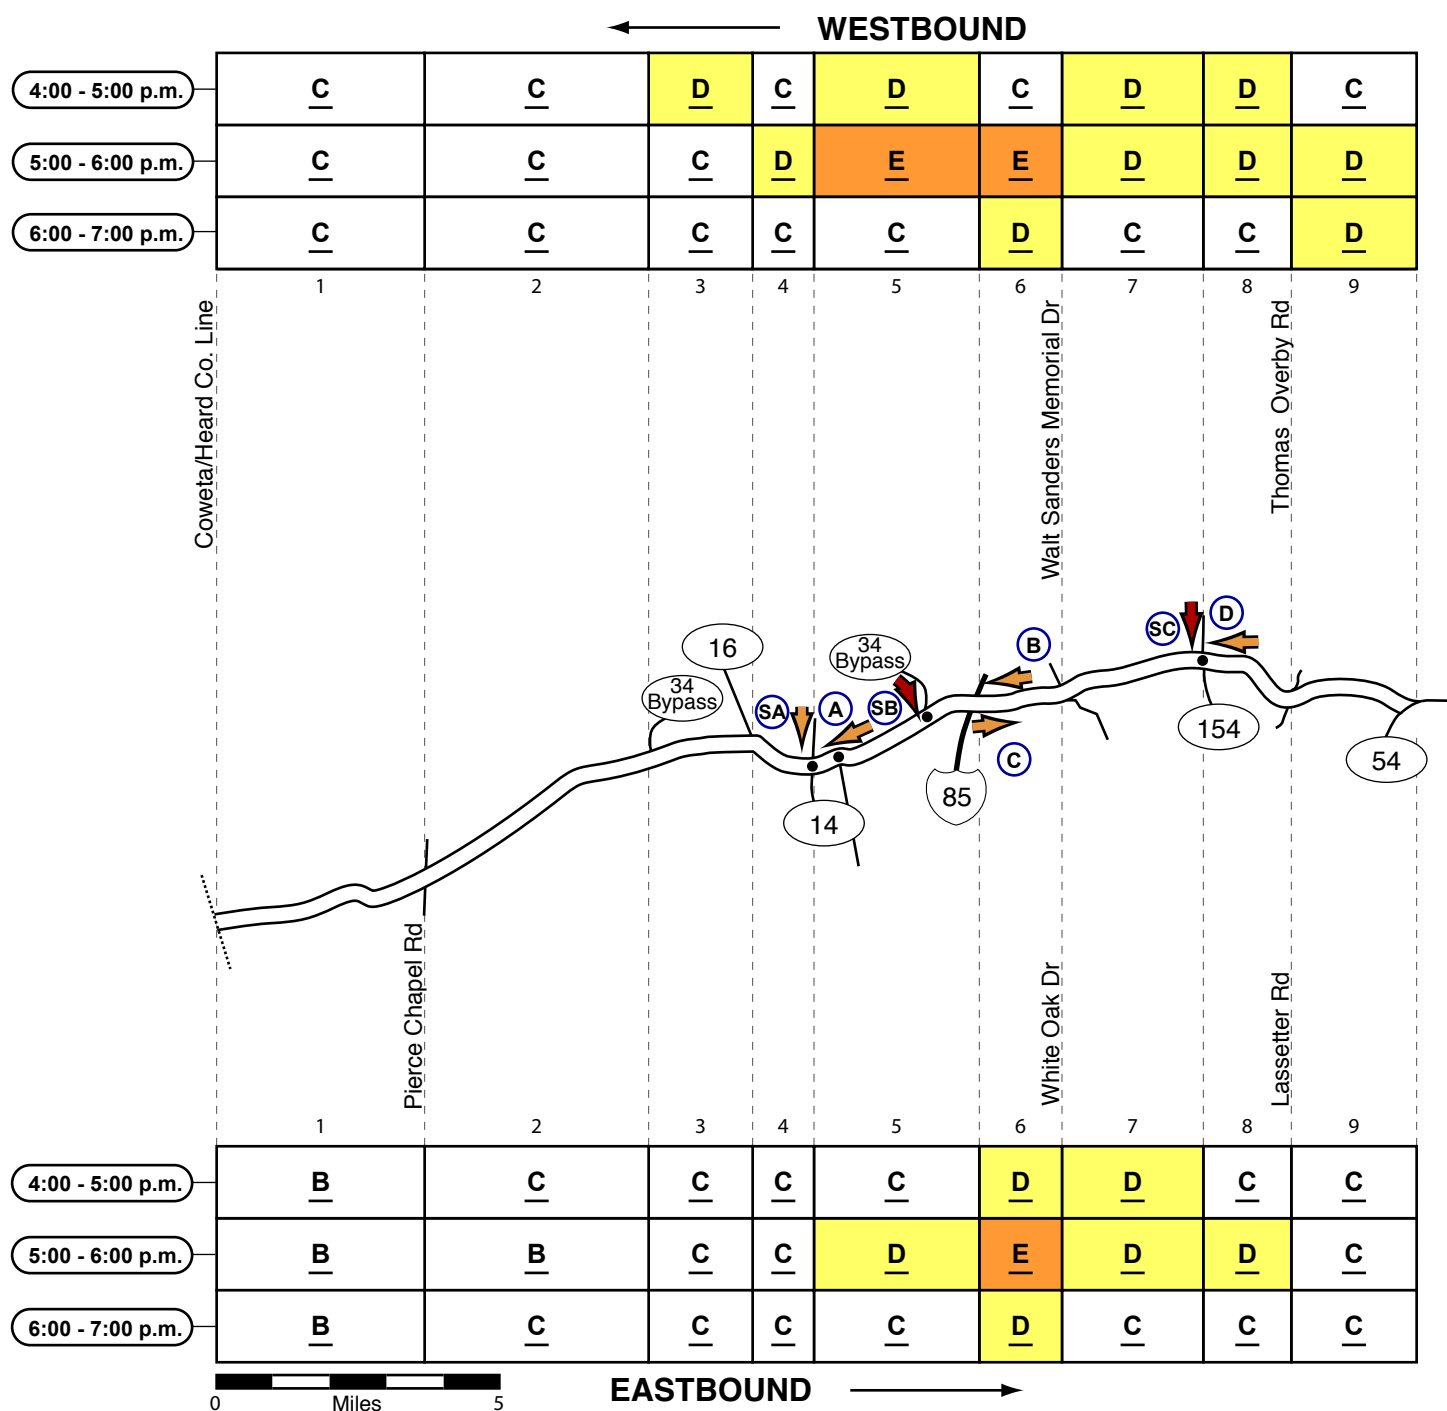 WESTBOUND
4:00 - 5:00 p.m. C C D C D C D D C
5:00 - 6:00 p.m. C C C D E E D D D
6:00 - 7:00 p.m. C C C C C D C C D
1 2 3 4 5 6 7 8 9
Coweta/Heard Co. Line
Walt Sanders Memorial Dr
Thomas Overby Rd
16
34
Bypass
34
Bypass
SA
A
SB
B
C
SC
D
14
85
154
54
Pierce Chapel Rd
White Oak Dr
Lassetter Rd
1 2 3 4 5 6 7 8 9
4:00 - 5:00 p.m. B C C C C D D C C
5:00 - 6:00 p.m. B B C C D E D D C
6:00 - 7:00 p.m. B C C C C D C C C
0 Miles 5
EASTBOUND